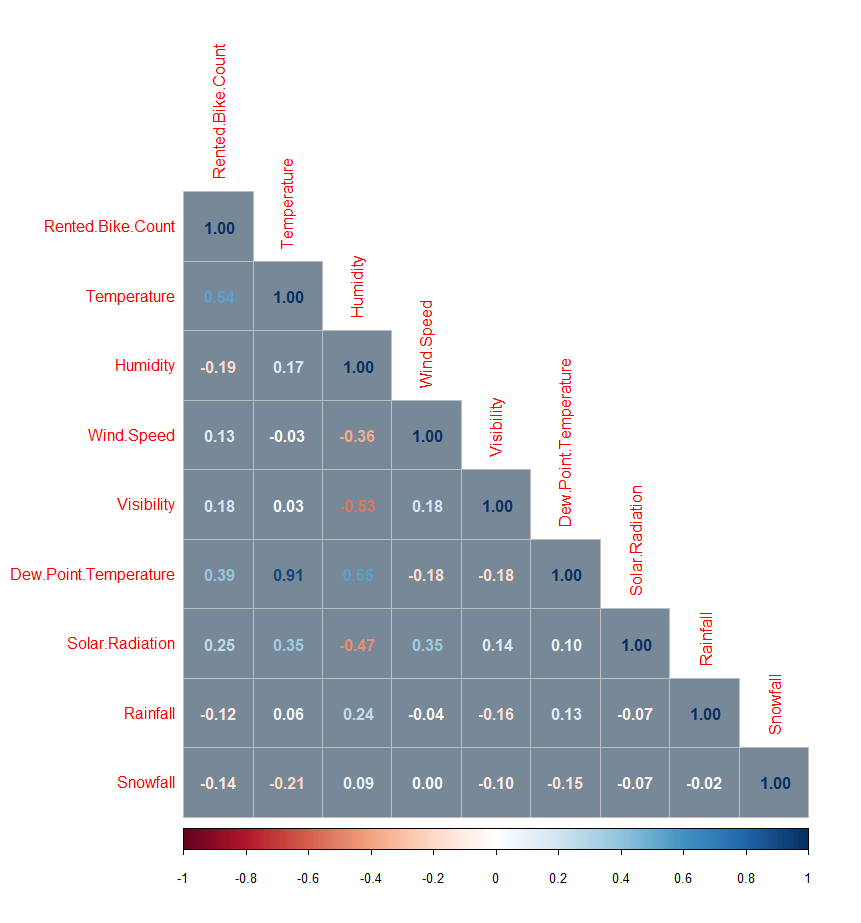 Rented.Bike.Count
Temperature
Humidity
Wind.Speed
Visibility
Dew.Point.Temperature
Solar.Radiation
Rainfall
Snowfall
Rented.Bike.Count 1.00
Temperature 0.54 1.00
Humidity -0.19 0.17 1.00
Wind.Speed 0.13 -0.03 -0.36 1.00
Visibility 0.18 0.03 -0.53 0.18 1.00
Dew.Point.Temperature 0.39 0.91 0.55 -0.18 -0.18 1.00
Solar.Radiation 0.25 0.35 -0.47 0.35 0.14 0.10 1.00
Rainfall -0.12 0.06 0.24 -0.04 -0.16 0.13 -0.07 1.00
Snowfall -0.14 -0.21 0.09 0.00 -0.10 -0.15 -0.07 -0.02 1.00
-1 -0.8 -0.6 -0.4 -0.2 0 0.2 0.4 0.6 0.8 1